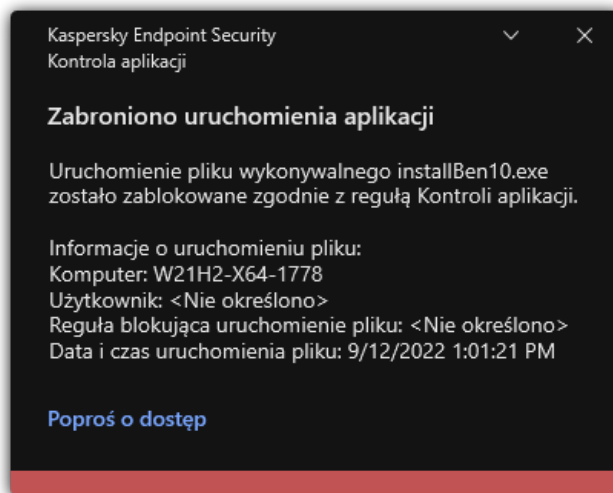 Kaspersky Endpoint Security
Kontrola aplikacji
Zabroniono uruchomienia aplikacji
Uruchomienie pliku wykonywalnego installBen10.exe
zostało zablokowane zgodnie z regułą Kontroli aplikacji.
Informacje o uruchomieniu pliku:
Komputer: W21H2-X64-1778
Użytkownik: <Nie określono>
Reguła blokująca uruchomienie pliku: <Nie określono>
Data i czas uruchomienia pliku: 9/12/2022 1:01:21 PM
Poproś o dostęp